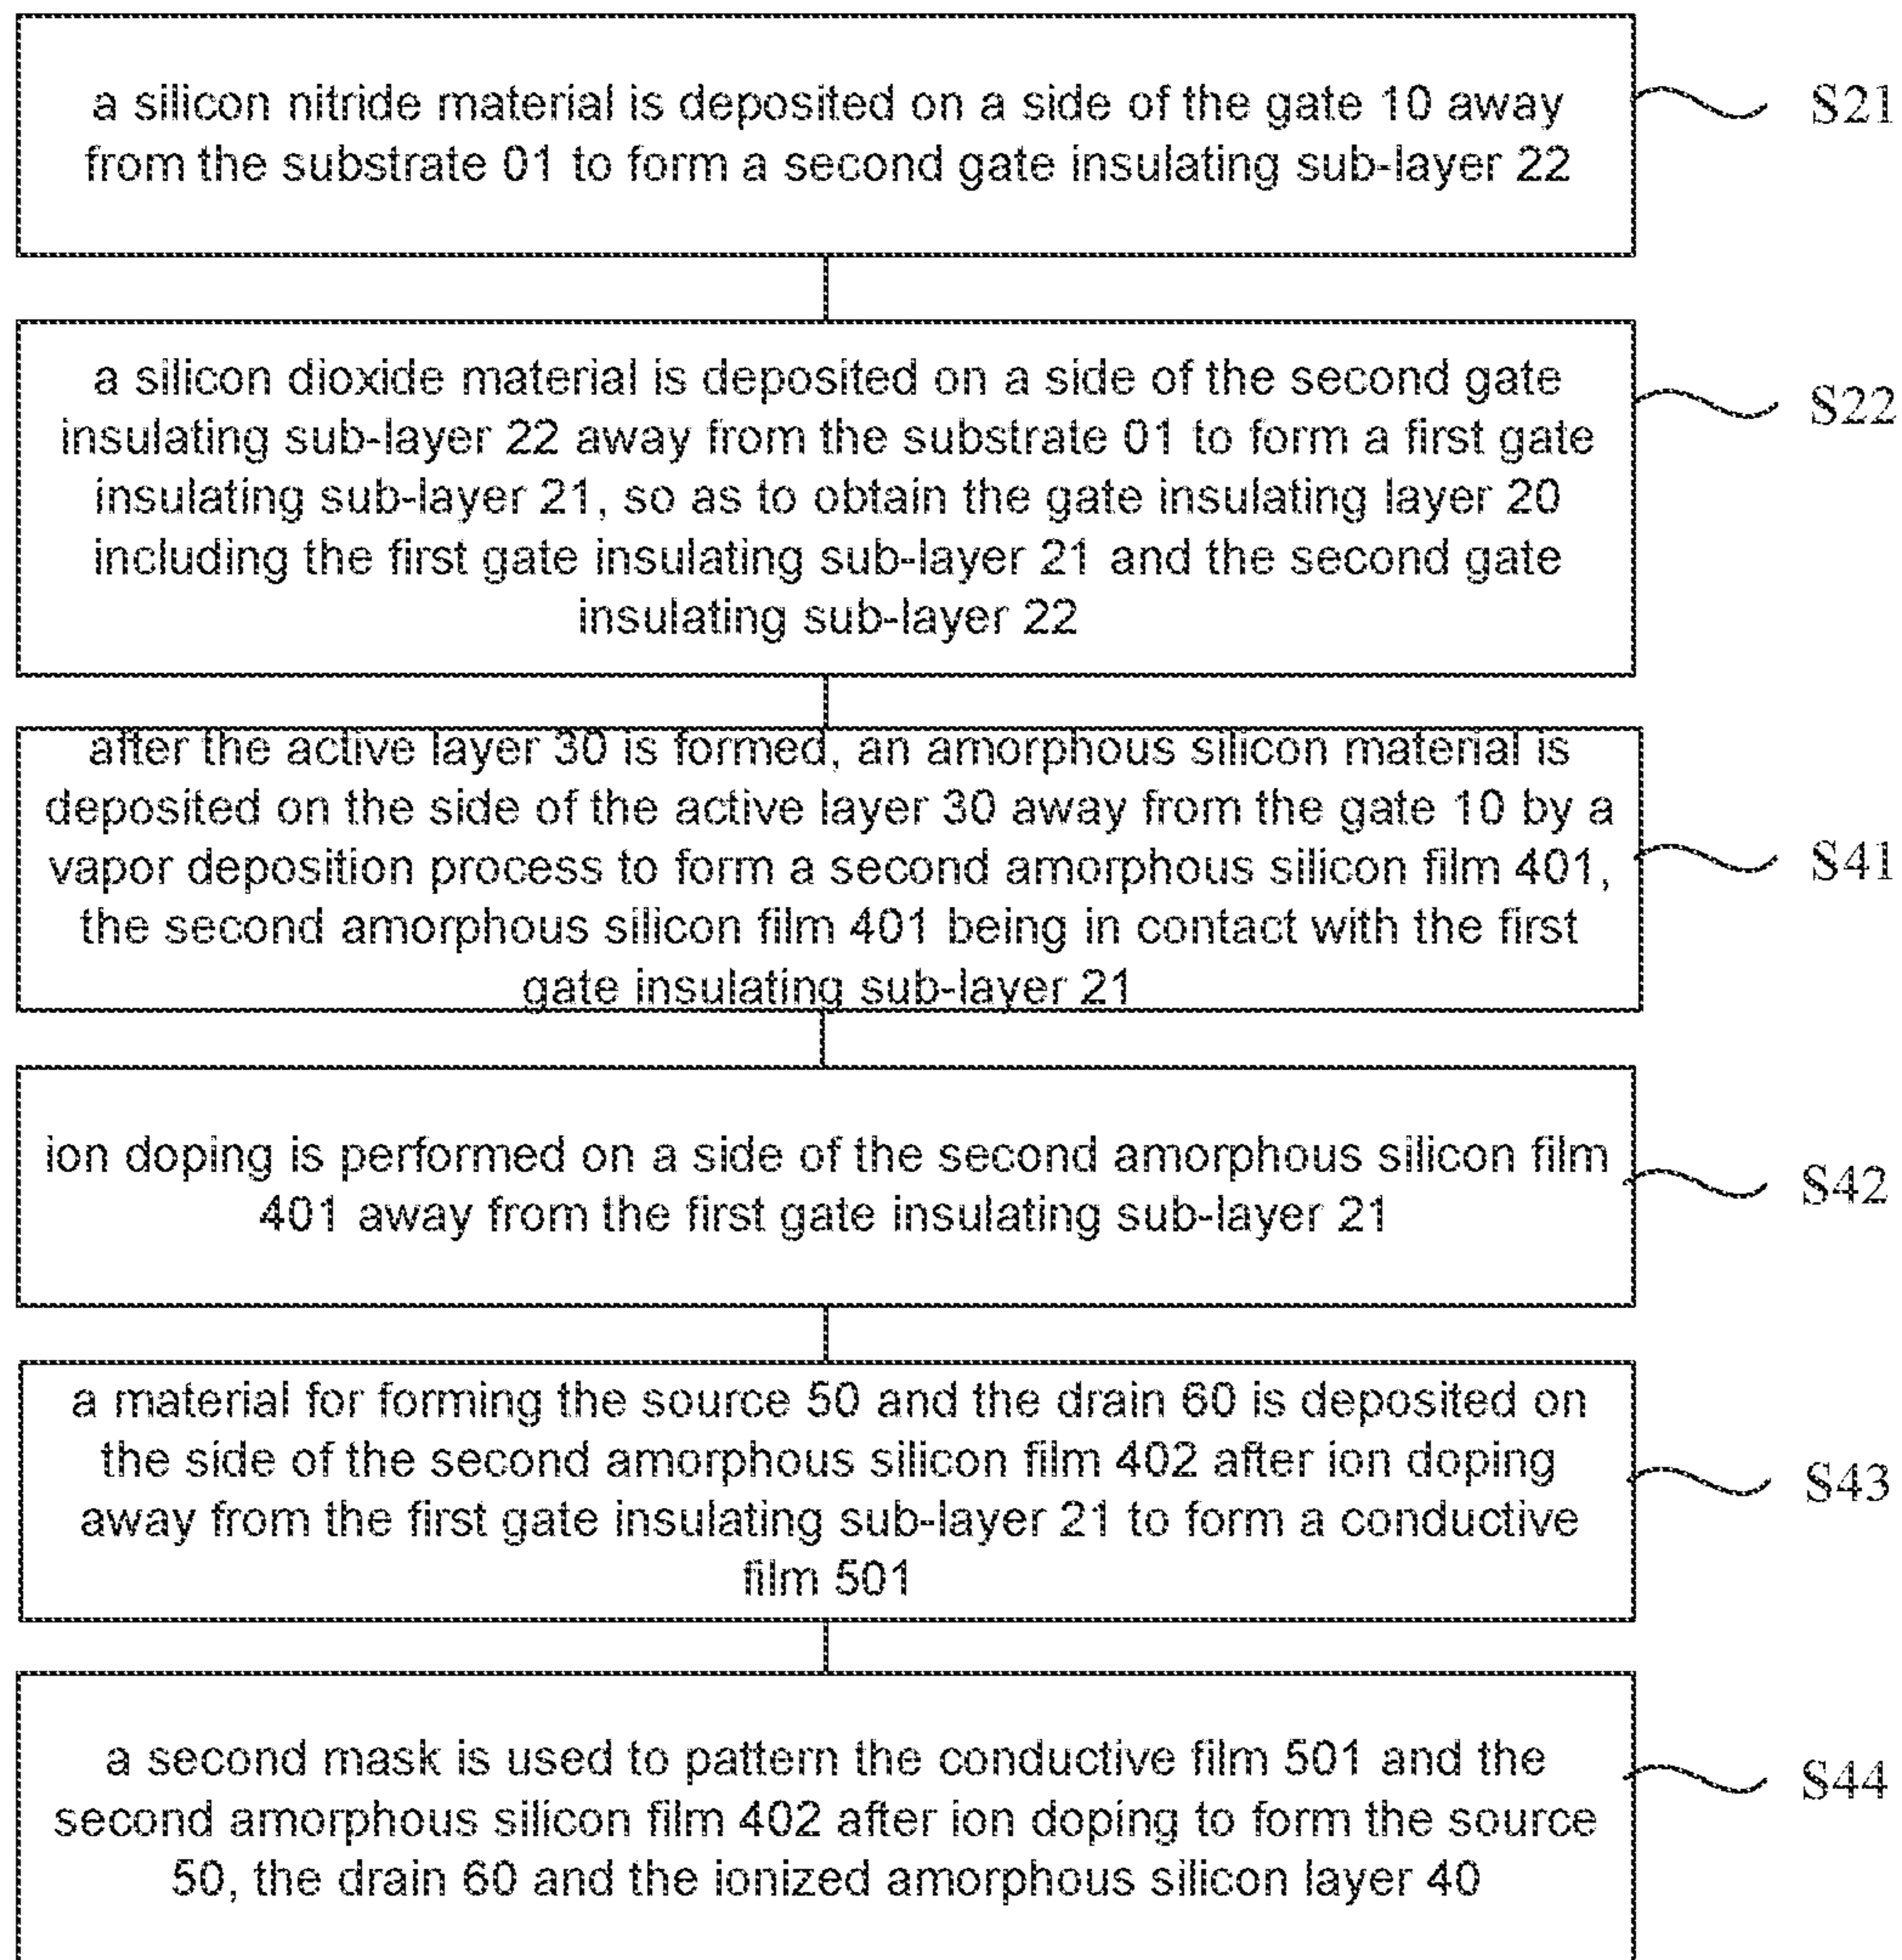 a silicon nitride material is deposited on a side of the gate 10 away
from the substrate 01 to form a second gate insulating sub-layer 22
S21
a silicon dioxide material is deposited on a side of the second gate
insulating sub-layer 22 away from the substrate 01 to form a first gate
insulating sub-layer 21, so as to obtain the gate insulating layer 20
including the first gate insulating sub-layer 21 and the second gate
insulating sub-layer 22
S22
after the active layer 30 is formed, an amorphous silicon material is
deposited on the side of the active layer 30 away from the gate 10 by a
vapor deposition process to form a second amorphous silicon film 401,
the second amorphous silicon film 401 being in contact with the first
gate insulating sub-layer 21
S41
ion doping is performed on a side of the second amorphous silicon film
401 away from the first gate insulating sub-layer 21
S42
a material for forming the source 50 and the drain 60 is deposited on
the side of the second amorphous silicon film 402 after ion doping
away from the first gate insulating sub-layer 21 to form a conductive
film 501
S43
a second mask is used to pattern the conductive film 501 and the
second amorphous silicon film 402 after ion doping to form the source
50, the drain 60 and the ionized amorphous silicon layer 40
S44